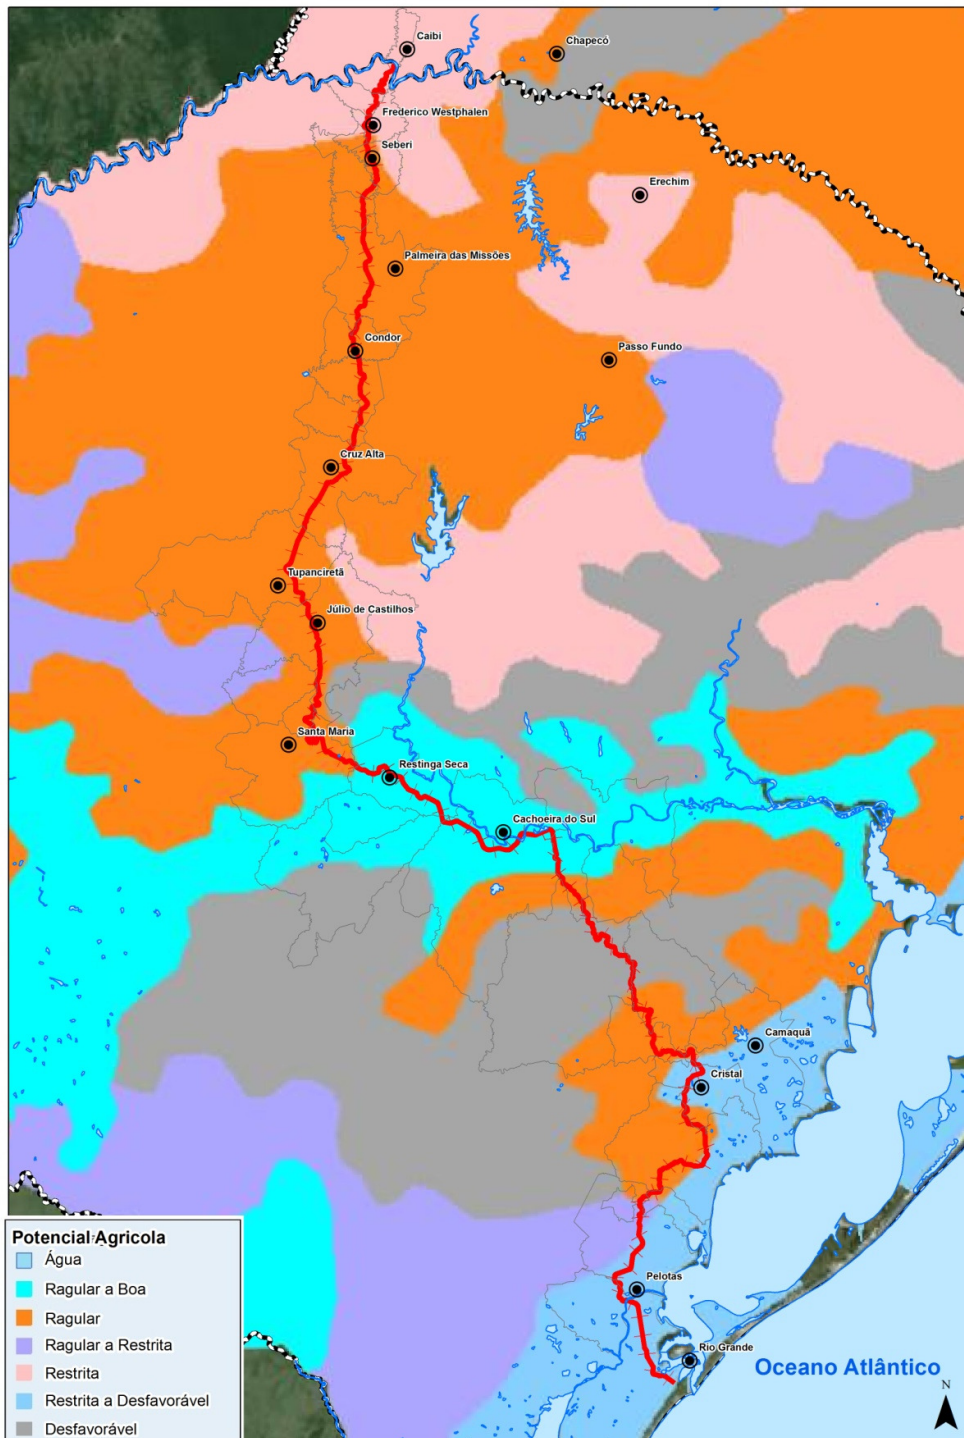 Caibi
Chapecó
Frederico Westphalen
Seberi
Erechim
Palmeira das Missões
Condor
Passo Fundo
Cruz Alta
Tupanciretã
Júlio de Castilhos
Santa Maria
Restinga Seca
Cachoeira do Sul
Camaquã
Cristal
Pelotas
Rio Grande
Oceano Atlântico
N
Potencial Agricola
Água
Ragular a Boa
Ragular
Ragular a Restrita
Restrita
Restrita a Desfavorável
Desfavorável